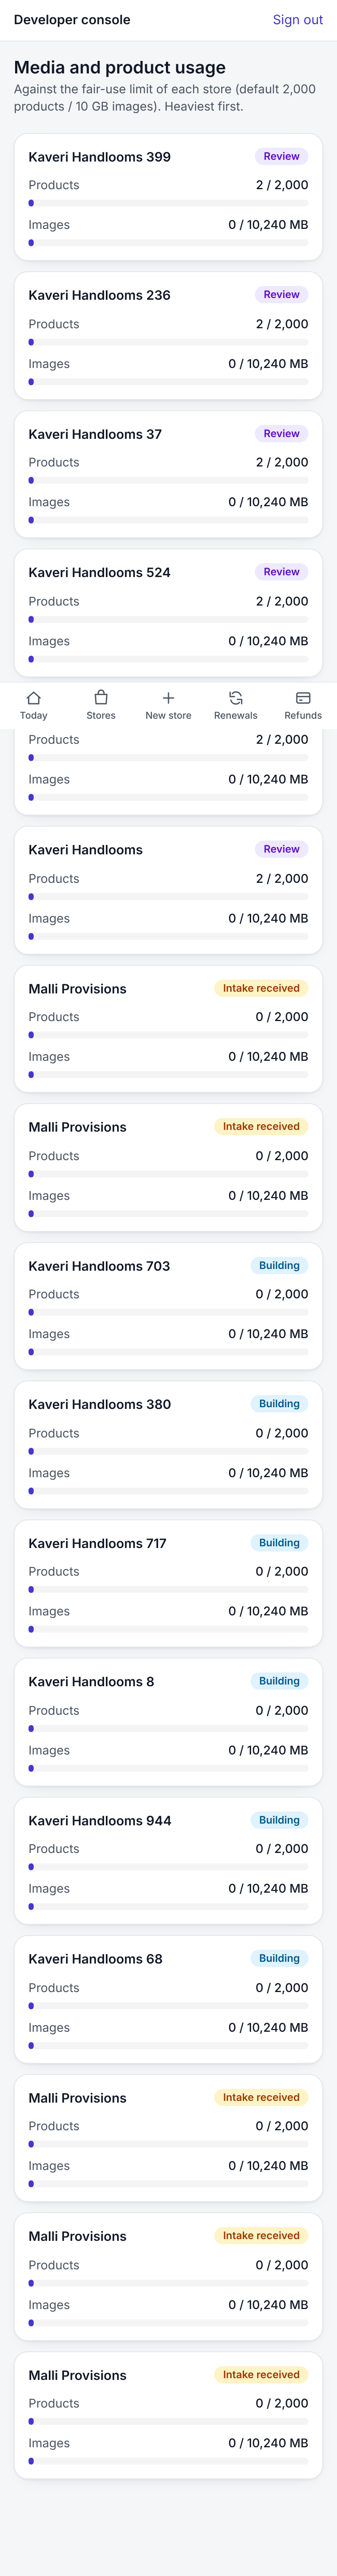 Developer console
Sign out
Media and product usage
Against the fair-use limit of each store (default 2,000
products / 10 GB images). Heaviest first.
Kaveri Handlooms 399
Review
Products
2 / 2,000
Images
0 / 10,240 MB
Kaveri Handlooms 236
Review
Products
2 / 2,000
Images
0 / 10,240 MB
Kaveri Handlooms 37
Review
Products
2 / 2,000
Images
0 / 10,240 MB
Kaveri Handlooms 524
Review
Products
2 / 2,000
Images
0 / 10,240 MB
Today
Stores
New store
Renewals
Refunds
Products
2 / 2,000
Images
0 / 10,240 MB
Kaveri Handlooms
Review
Products
2 / 2,000
Images
0 / 10,240 MB
Malli Provisions
Intake received
Products
0 / 2,000
Images
0 / 10,240 MB
Malli Provisions
Intake received
Products
0 / 2,000
Images
0 / 10,240 MB
Kaveri Handlooms 703
Building
Products
0 / 2,000
Images
0 / 10,240 MB
Kaveri Handlooms 380
Building
Products
0 / 2,000
Images
0 / 10,240 MB
Kaveri Handlooms 717
Building
Products
0 / 2,000
Images
0 / 10,240 MB
Kaveri Handlooms 8
Building
Products
0 / 2,000
Images
0 / 10,240 MB
Kaveri Handlooms 944
Building
Products
0 / 2,000
Images
0 / 10,240 MB
Kaveri Handlooms 68
Building
Products
0 / 2,000
Images
0 / 10,240 MB
Malli Provisions
Intake received
Products
0 / 2,000
Images
0 / 10,240 MB
Malli Provisions
Intake received
Products
0 / 2,000
Images
0 / 10,240 MB
Malli Provisions
Intake received
Products
0 / 2,000
Images
0 / 10,240 MB